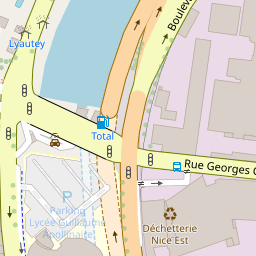 Boulev
Lyautey
Total
Rue Georges C
Parking
Lycée Guillaume
Apollinaire
Déchetterie
Nice Est